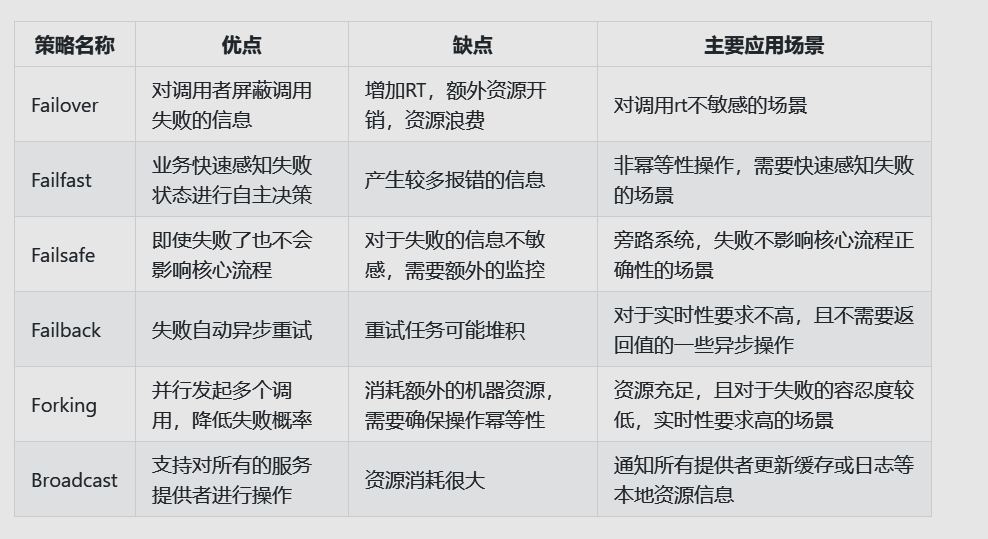 策略名称 优点 缺点 主要应用场景
Failover
对调用者屏蔽调用
失败的信息
增加RT，额外资源开
销，资源浪费
对调用rt不敏感的场景
Failfast
业务快速感知失败
状态进行自主决策
产生较多报错的信息
非幂等性操作，需要快速感知失败
的场景
Failsafe
即使失败了也不会
影响核心流程
对于失败的信息不敏
感，需要额外的监控
旁路系统，失败不影响核心流程正
确性的场景
Failback
失败自动异步重试
重试任务可能堆积
对于实时性要求不高，且不需要返
回值的一些异步操作
Forking
并行发起多个调
用，降低失败概率
消耗额外的机器资源，
需要确保操作幂等性
资源充足，且对于失败的容忍度较
低，实时性要求高的场景
Broadcast
支持对所有的服务
提供者进行操作
资源消耗很大
通知所有提供者更新缓存或日志等
本地资源信息